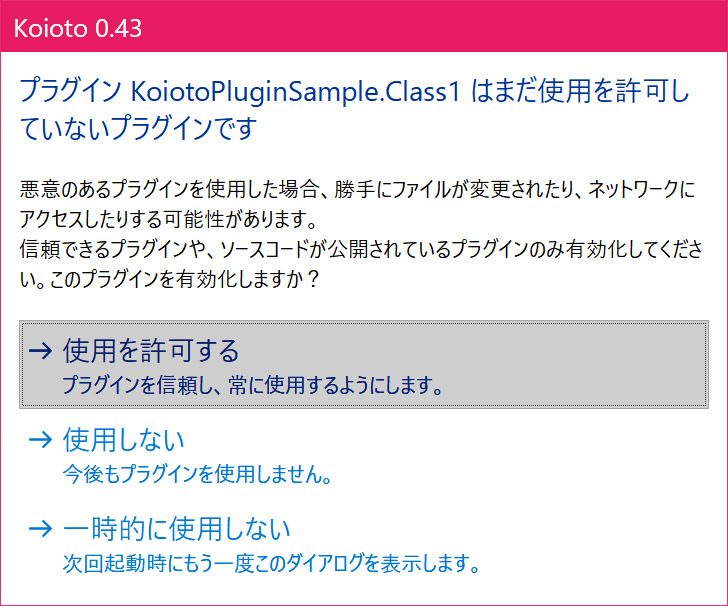 Koioto 0.43
プラグイン KoiotoPluginSample.Class1 はまだ使用を許可し
ていないプラグインです
悪意のあるプラグインを使用した場合、勝手にファイルが変更されたり、ネットワークに
アクセスしたりする可能性があります。
信頼できるプラグインや、ソースコードが公開されているプラグインのみ有効化してくださ
い。このプラグインを有効化しますか？
→ 使用を許可する
プラグインを信頼し、常に使用するようにします。
→ 使用しない
今後もプラグインを使用しません。
→ 一時的に使用しない
次回起動時にもう一度このダイアログを表示します。